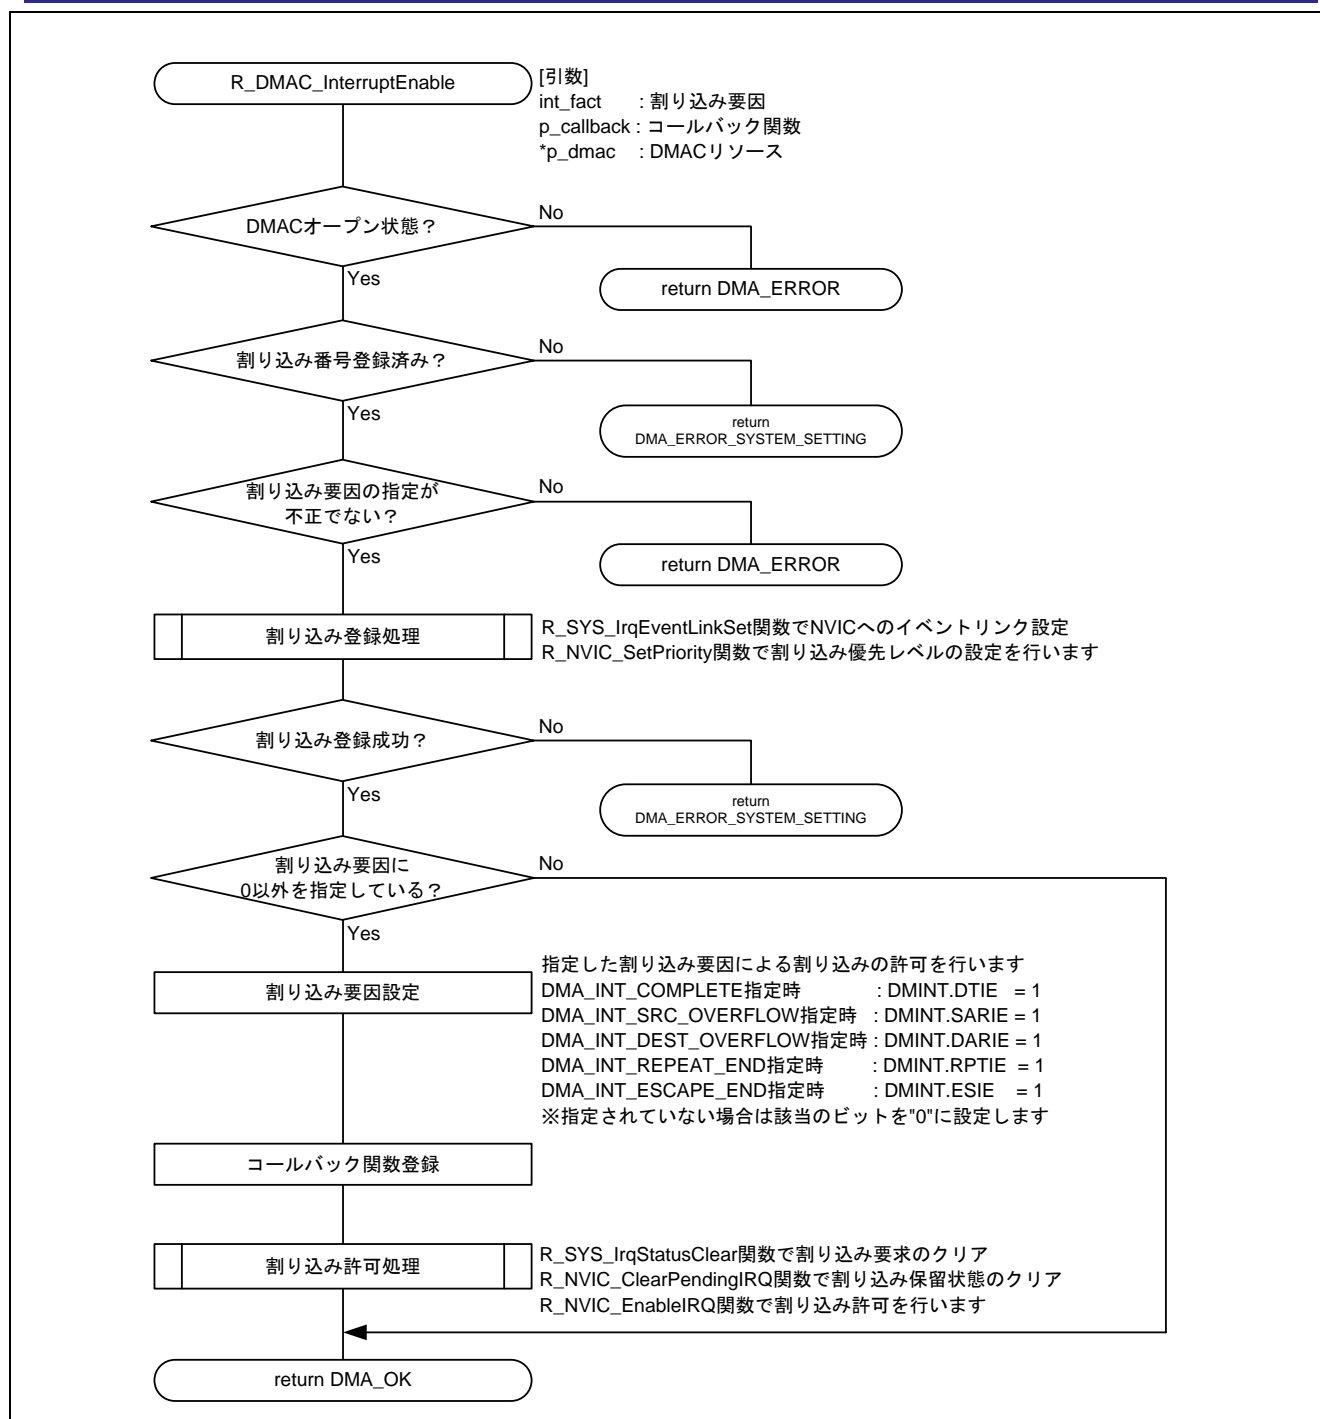 R_DMAC_InterruptEnable
[引数]
int_fact : 割り込み要因
p_callback : コールバック関数
*p_dmac : DMACリソース
DMACオープン状態？
No
Yes
return DMA_ERROR
割り込み番号登録済み？
No
Yes
return
DMA_ERROR_SYSTEM_SETTING
割り込み要因の指定が
不正でない？
No
Yes
return DMA_ERROR
割り込み登録処理
R_SYS_IrqEventLinkSet関数でNVICへのイベントリンク設定
R_NVIC_SetPriority関数で割り込み優先レベルの設定を行います
割り込み登録成功？
No
Yes
return
DMA_ERROR_SYSTEM_SETTING
割り込み要因に
0以外を指定している？
No
Yes
割り込み要因設定
指定した割り込み要因による割り込みの許可を行います
DMA_INT_COMPLETE指定時 : DMINT.DTIE = 1
DMA_INT_SRC_OVERFLOW指定時 : DMINT.SARIE = 1
DMA_INT_DEST_OVERFLOW指定時 : DMINT.DARIE = 1
DMA_INT_REPEAT_END指定時 : DMINT.RPTIE = 1
DMA_INT_ESCAPE_END指定時 : DMINT.ESIE = 1
※指定されていない場合は該当のビットを"0"に設定します
コールバック関数登録
割り込み許可処理
R_SYS_IrqStatusClear関数で割り込み要求のクリア
R_NVIC_ClearPendingIRQ関数で割り込み保留状態のクリア
R_NVIC_EnableIRQ関数で割り込み許可を行います
return DMA_OK